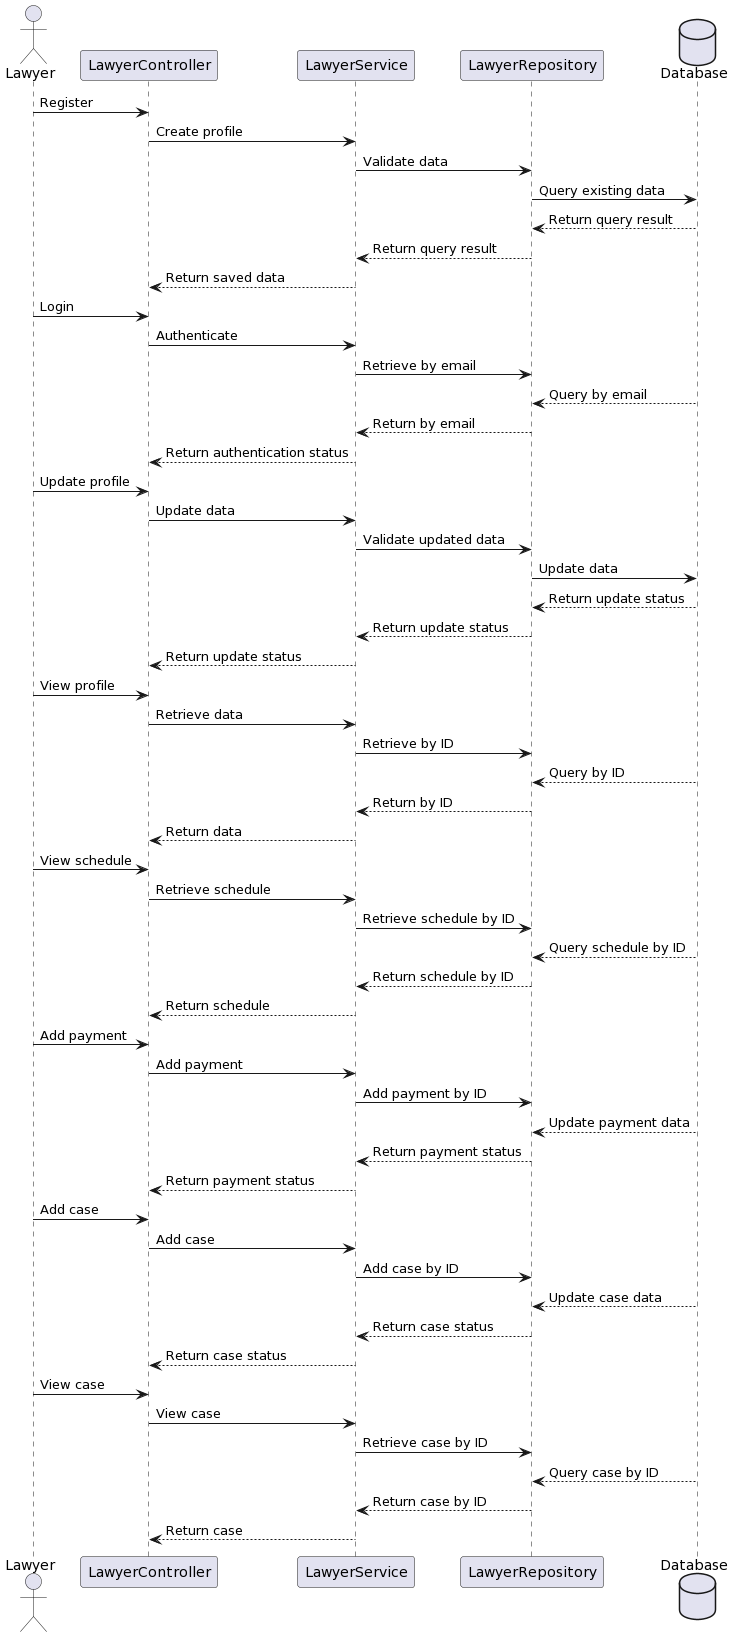 Lawyer
LawyerController
LawyerService
LawyerRepository
Database
Register
Create profile
Validate data
Query existing data
Return query result
Return query result
Return saved data
Login
Authenticate
Retrieve by email
Query by email
Return by email
Return authentication status
Update profile
Update data
Validate updated data
Update data
Return update status
Return update status
Return update status
View profile
Retrieve data
Retrieve by ID
Query by ID
Return by ID
Return data
View schedule
Retrieve schedule
Retrieve schedule by ID
Query schedule by ID
Return schedule by ID
Return schedule
Add payment
Add payment
Add payment by ID
Update payment data
Return payment status
Return payment status
Add case
Add case
Add case by ID
Update case data
Return case status
Return case status
View case
View case
Retrieve case by ID
Query case by ID
Return case by ID
Return case
Lawyer
LawyerController
LawyerService
LawyerRepository
Database